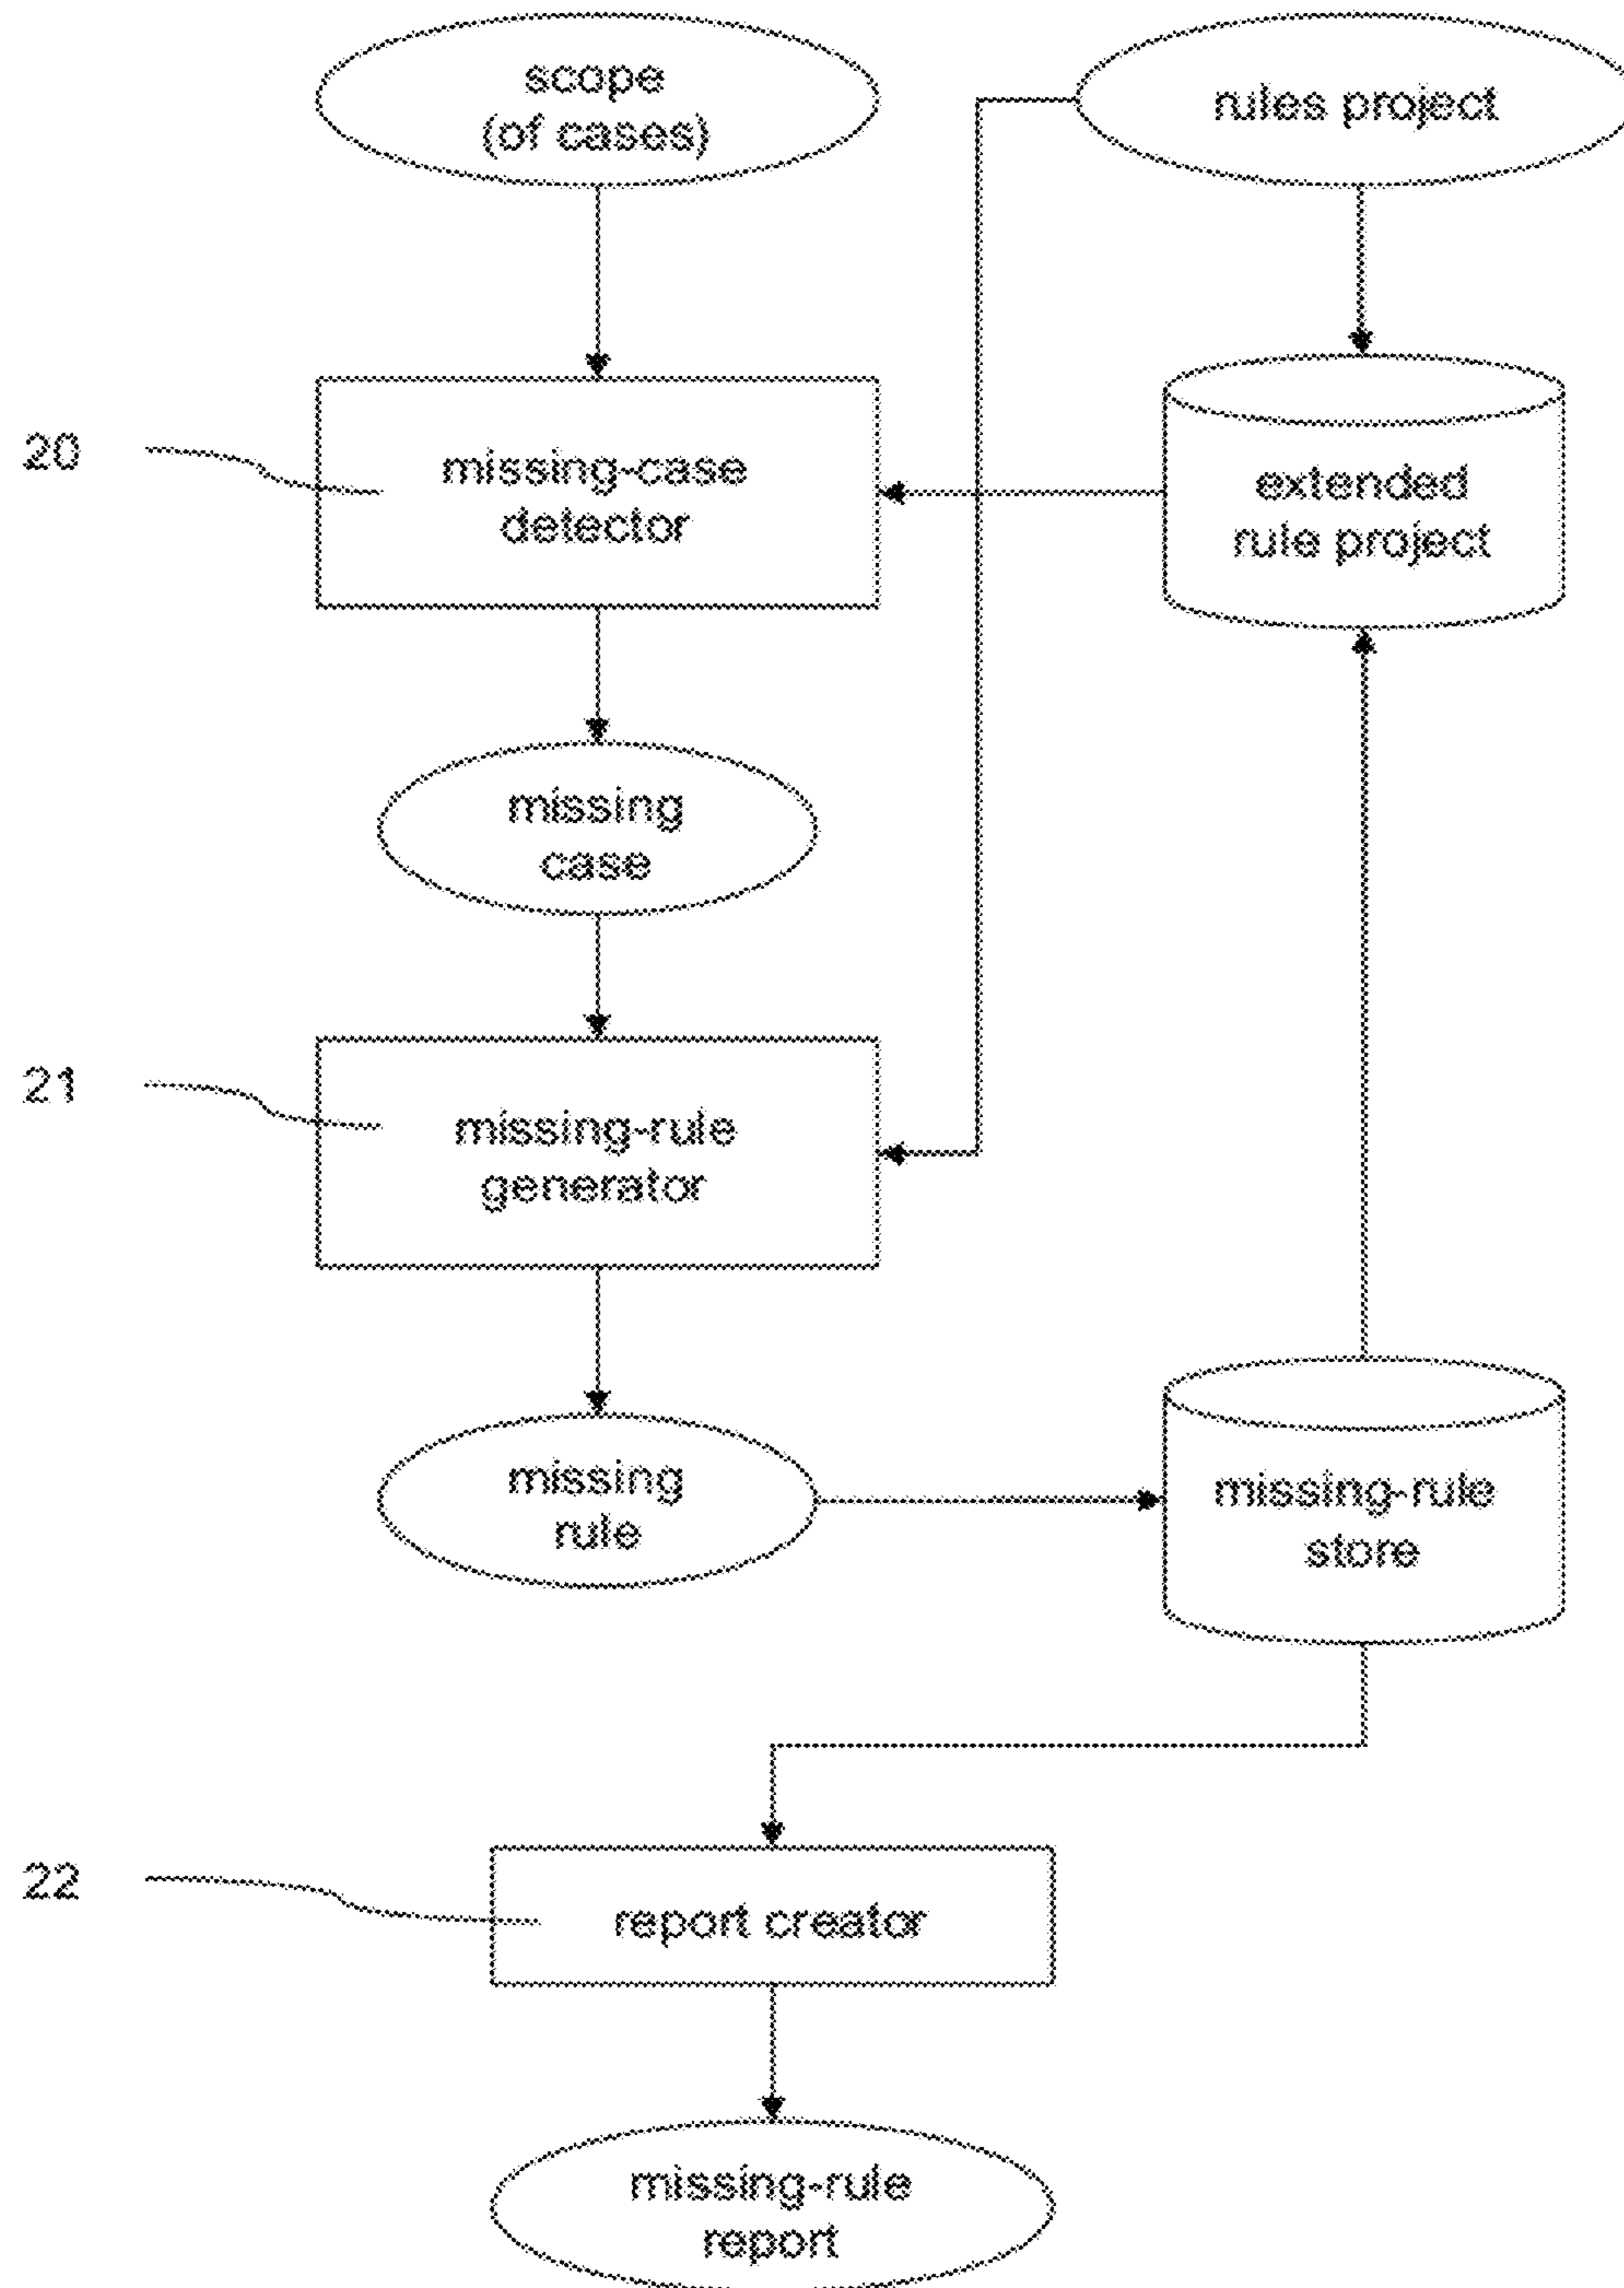 scope
(of cases)
rules project
20
missing-case
detector
extended
rule project
missing
case
21
missing-rule
generator
missing
rule
missing-rule
store
22
report creator
missing-rule
report